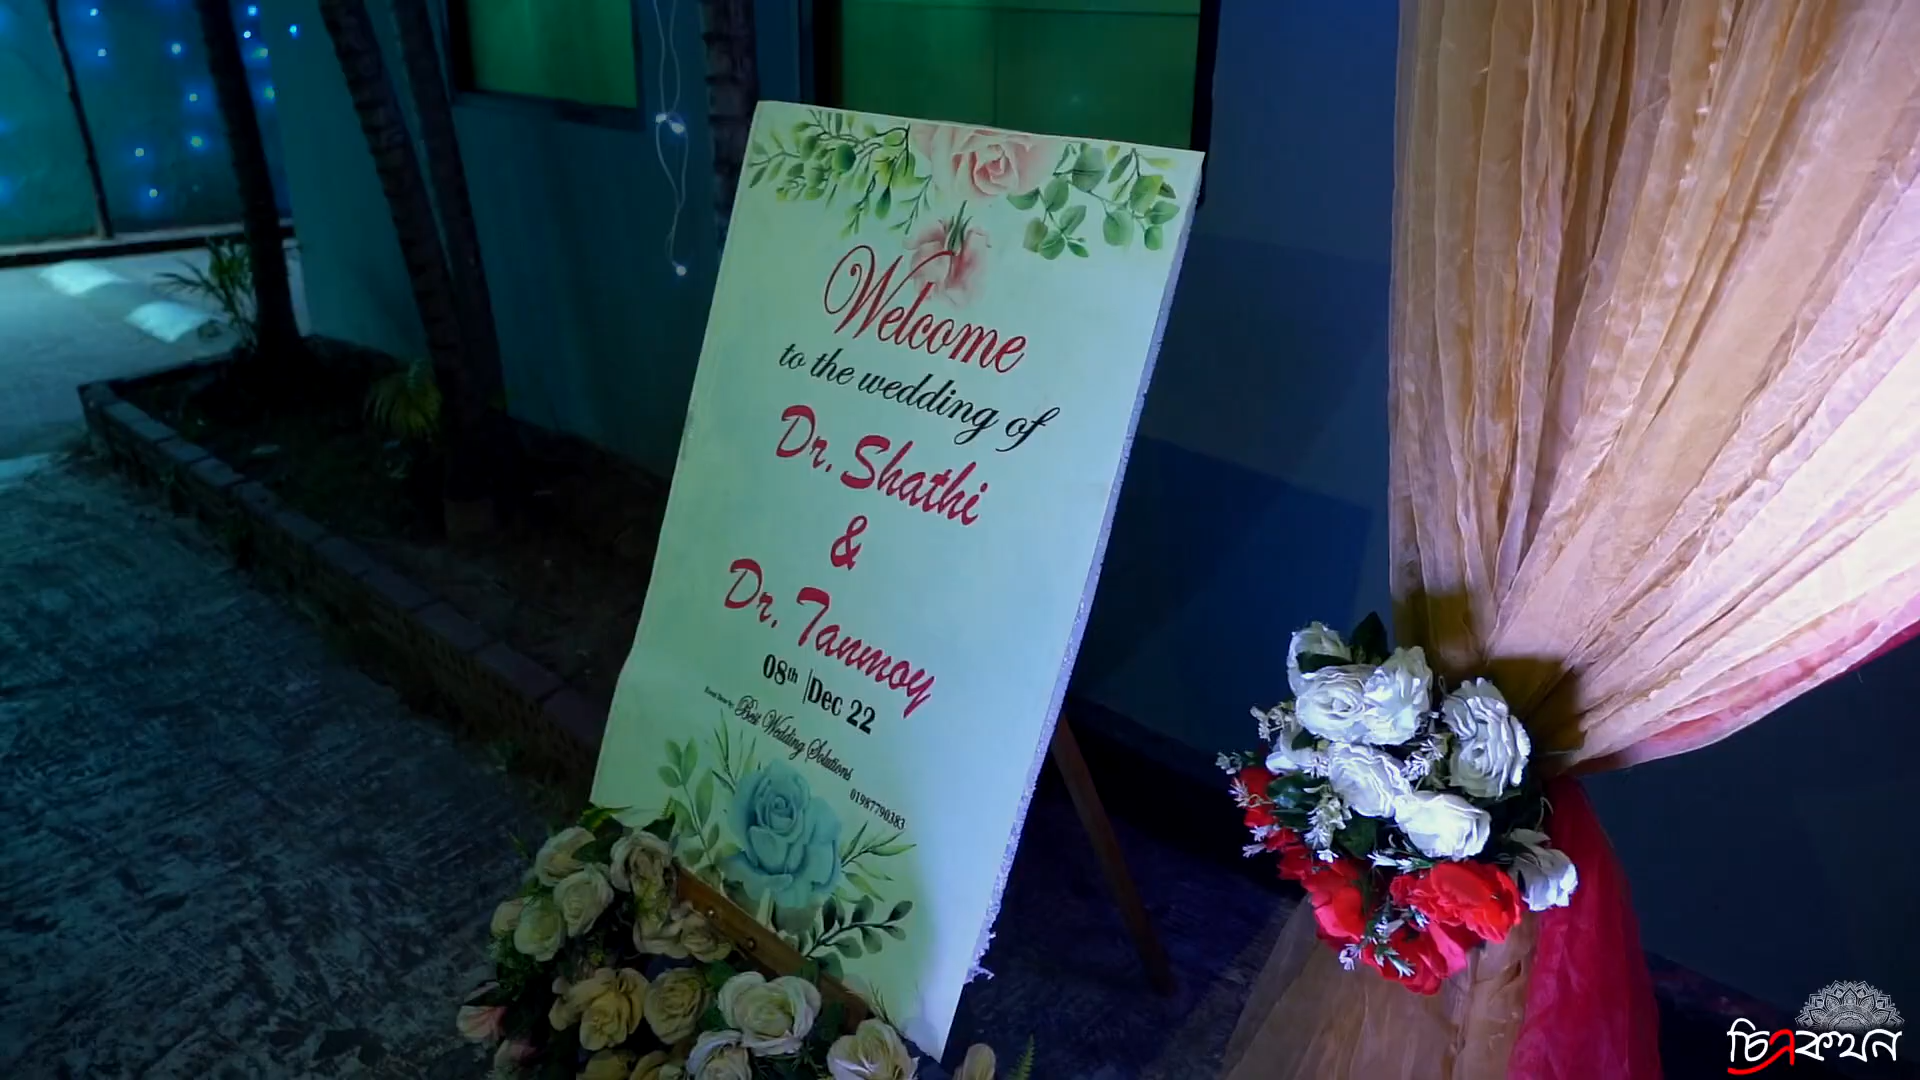 Welcome
to the wedding of
Dr. Shathi
&
Dr. Tanmoy
08th | Dec 22
Best Wedding Solutions
01987790383
চিত্রকথন